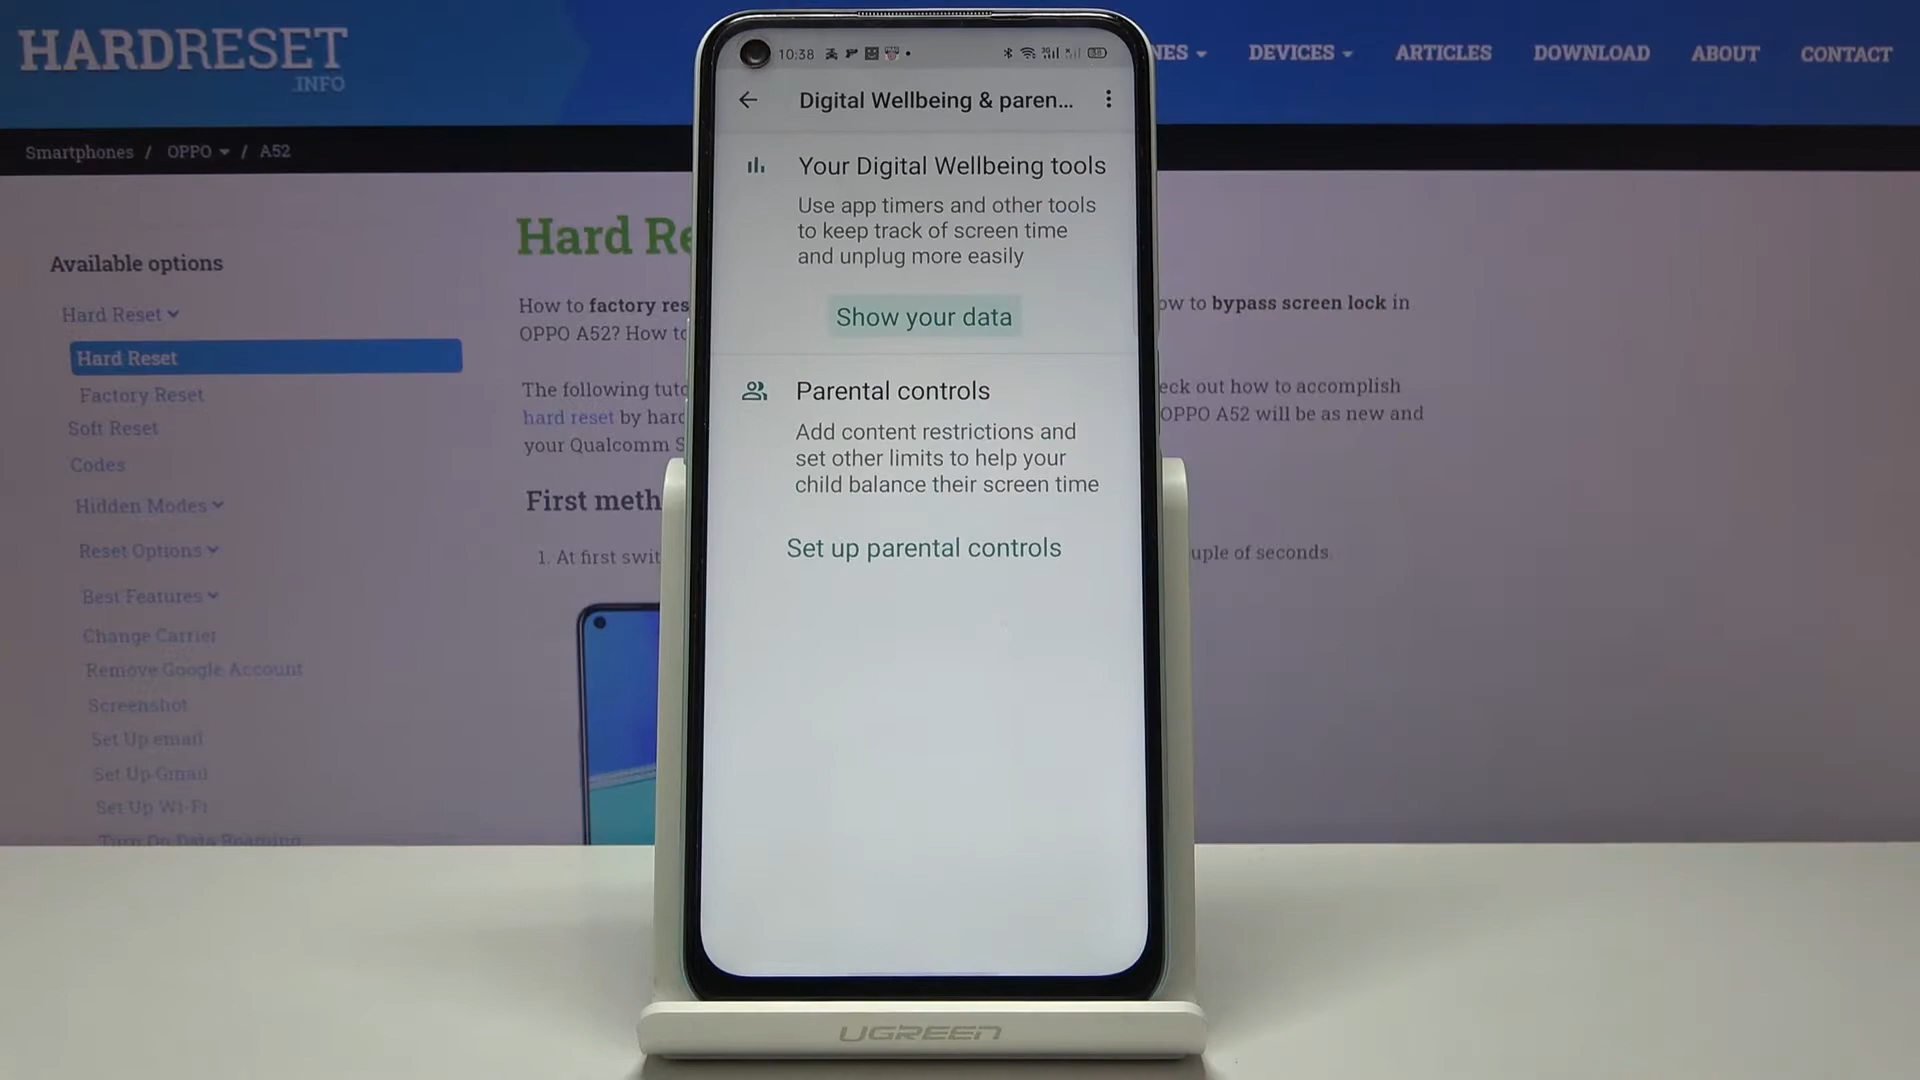 HARDRESET
.INFO
NES
DEVICES
ARTICLES
DOWNLOAD
ABOUT
CONTACT
Smartphones / OPPO / A52
Available options
Hard Reset
Hard Reset
Factory Reset
Soft Reset
Codes
Hidden Modes
Reset Options
Best Features
Change Carrier
Remove Google Account
Screenshot
Set Up email
Set Up Gmail
Set Up Wi-Fi
Turn On Data Roaming
Hard Re
How to factory res
OPPO A52? How to
The following tuto
hard reset by hard
your Qualcomm S
First meth
1. At first swit
ow to bypass screen lock in
eck out how to accomplish
OPPO A52 will be as new and
uple of seconds.
10:38
Digital Wellbeing & paren...
Your Digital Wellbeing tools
Use app timers and other tools
to keep track of screen time
and unplug more easily
Show your data
Parental controls
Add content restrictions and
set other limits to help your
child balance their screen time
Set up parental controls
UGREEN